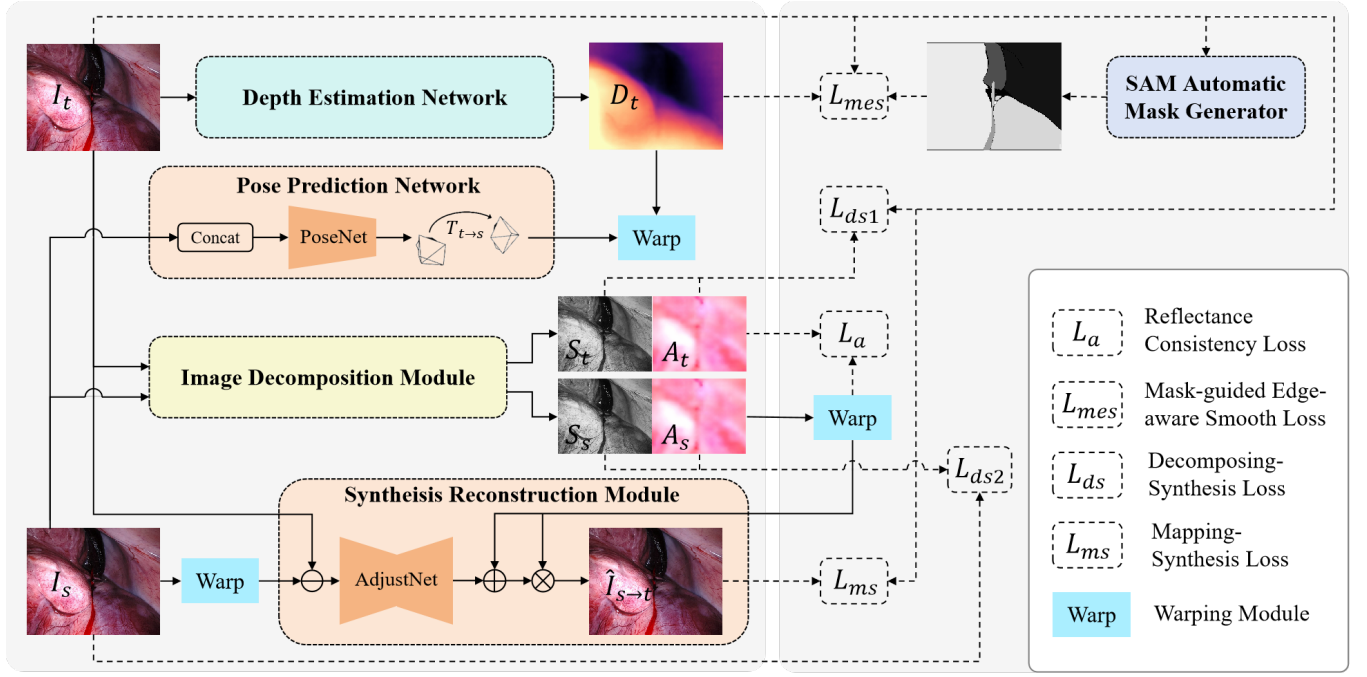 I_t
Depth Estimation Network
D_t
L_mes
SAM Automatic
Mask Generator
Pose Prediction Network
Concat
PoseNet
T_{t→s}
Warp
L_ds1
Image Decomposition Module
S_t
A_t
L_a
S_s
A_s
Warp
L_ds2
Syntheisis Reconstruction Module
I_s
Warp
AdjustNet
Î_{s→t}
L_ms
L_a
Reflectance
Consistency Loss
L_mes
Mask-guided Edge-
aware Smooth Loss
L_ds
Decomposing-
Synthesis Loss
L_ms
Mapping-
Synthesis Loss
Warp
Warping Module